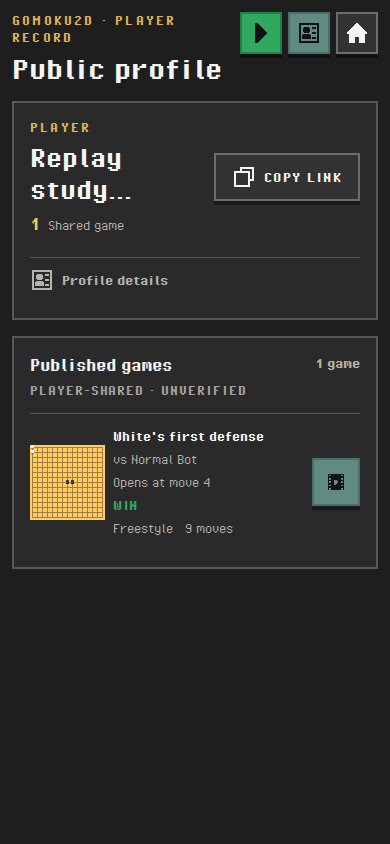 GOMOKU2D · PLAYER
RECORD
Public profile
PLAYER
Replay
study...
COPY LINK
1 Shared game
Profile details
Published games
1 game
PLAYER-SHARED · UNVERIFIED
White's first defense
vs Normal Bot
Opens at move 4
WIN
Freestyle 9 moves